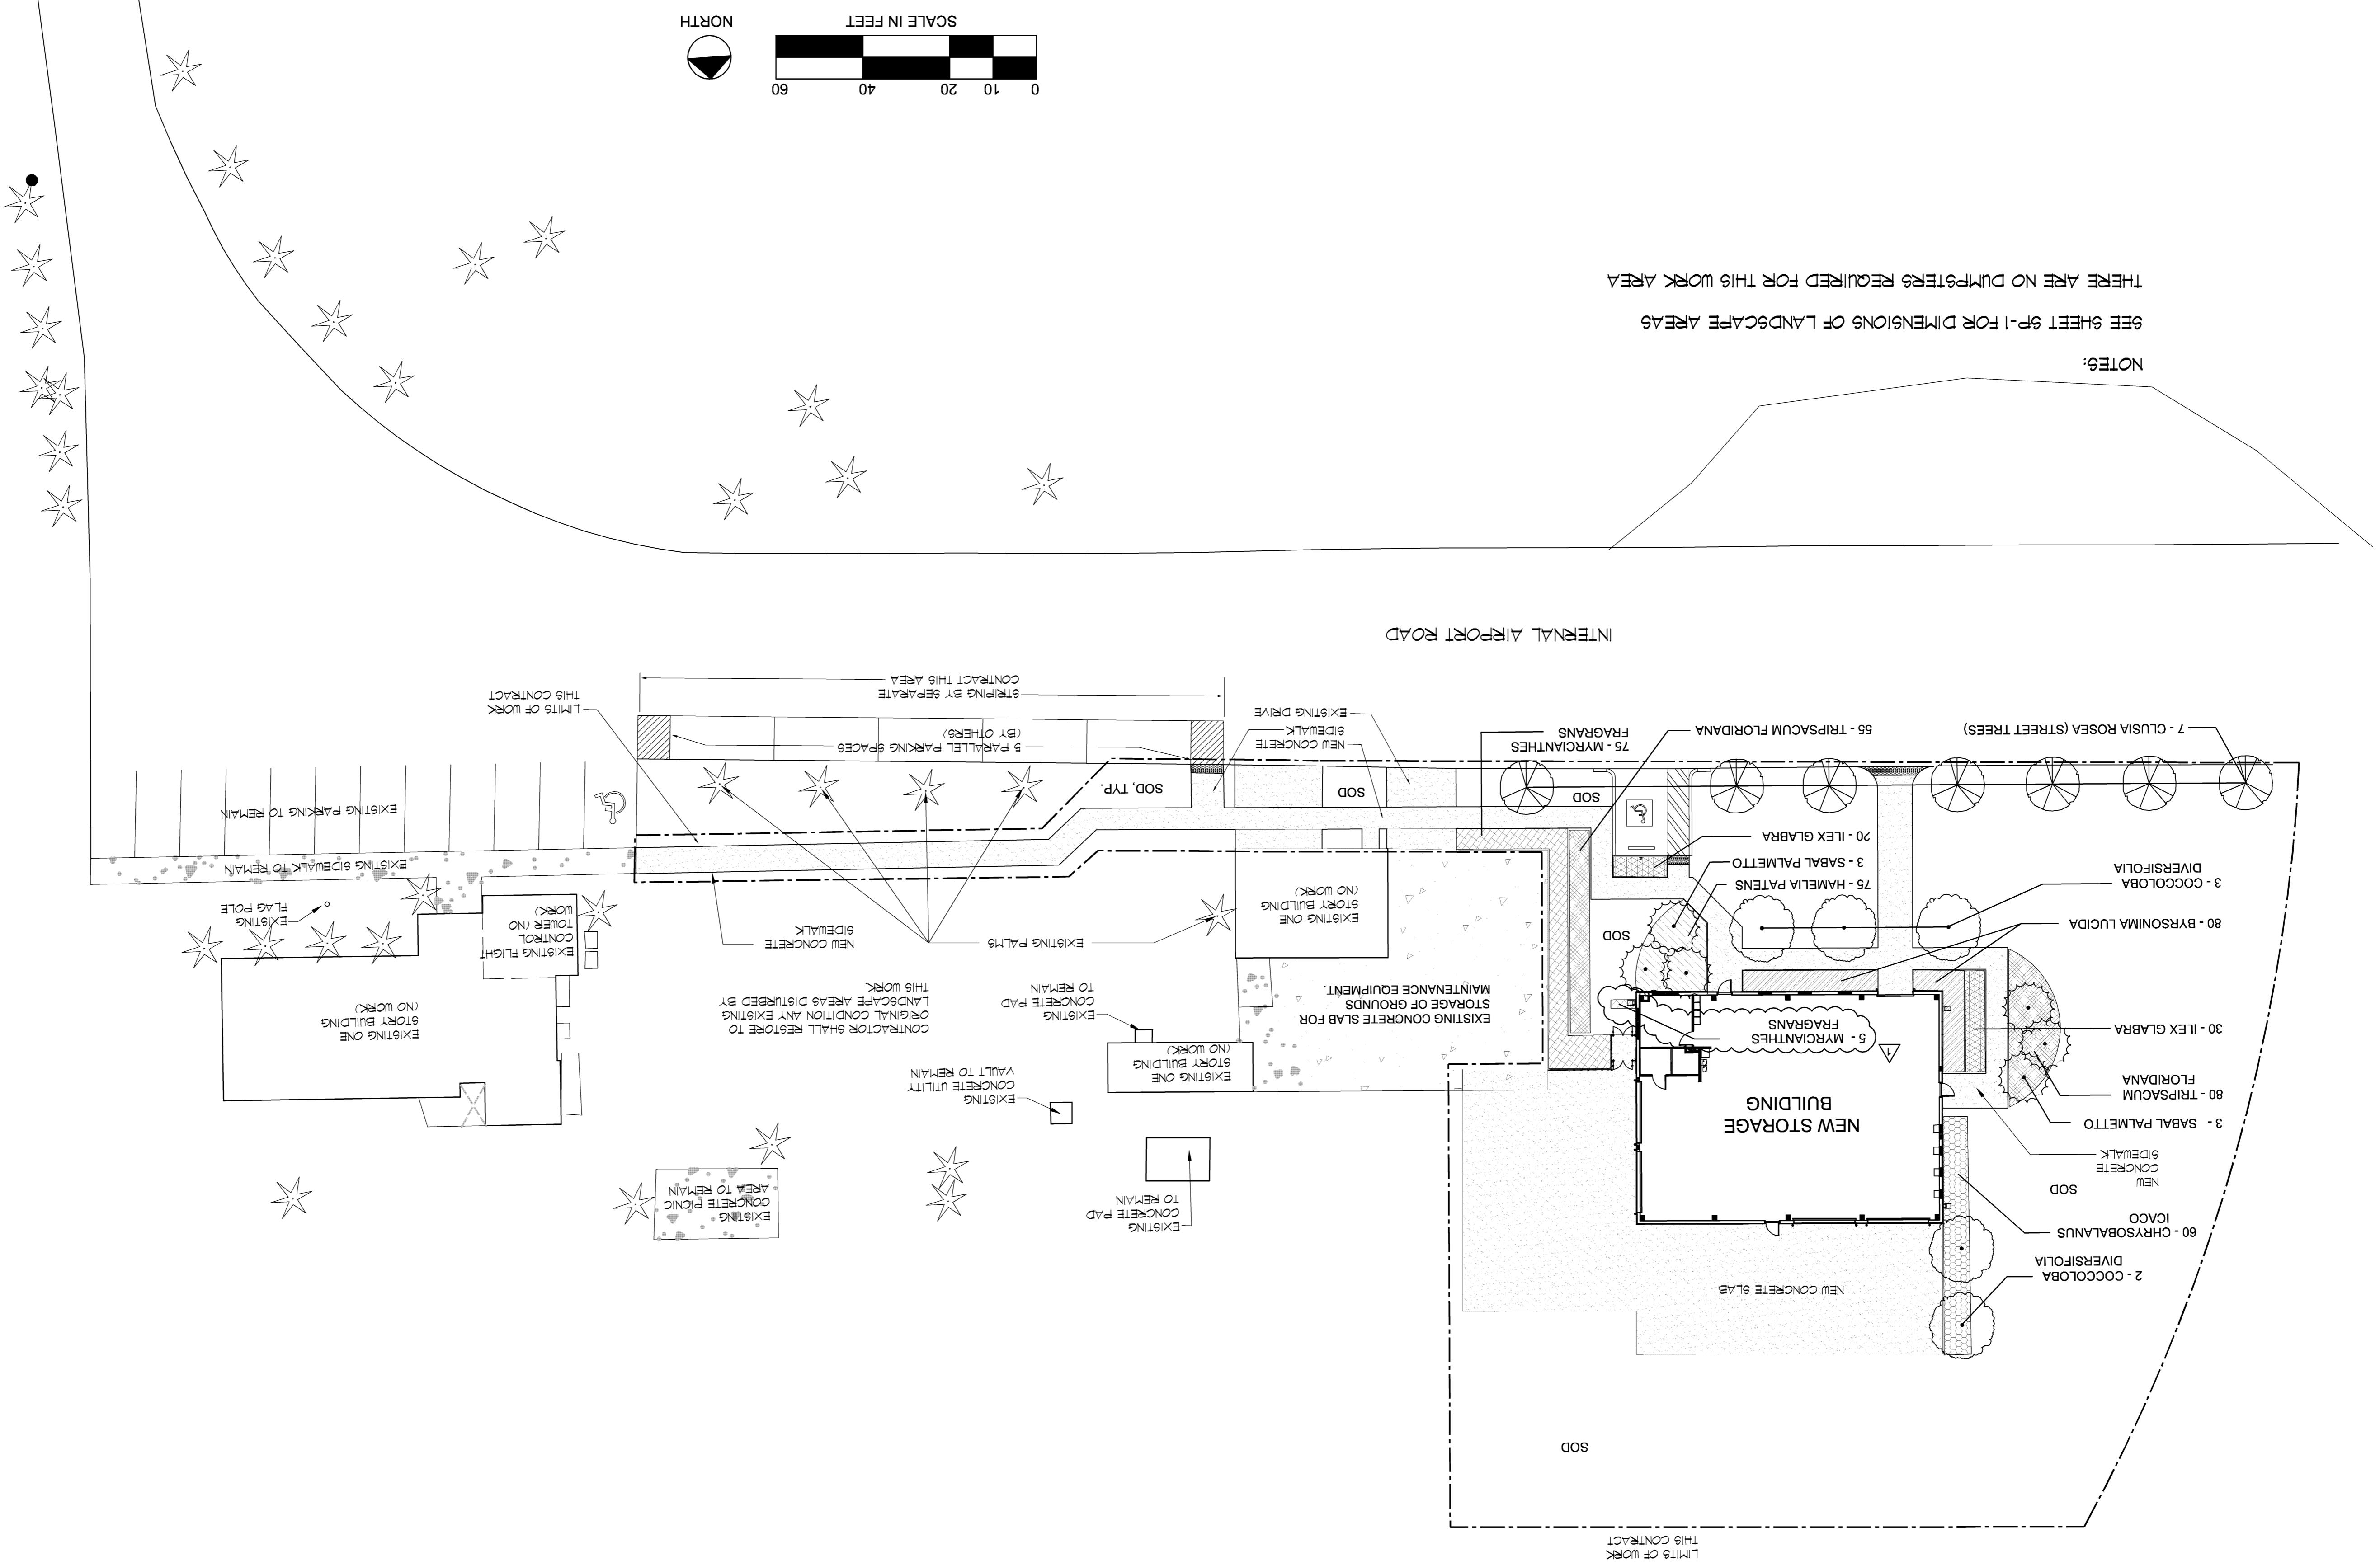 LIMITS OF WORK
THIS CONTRACT
SOD
2 - COCCOLOBA
DIVERSIFOLIA
60 - CHRYSOBALANUS
ICACO
SOD
NEW
CONCRETE
SIDEWALK
3 - SABAL PALMETTO
80 - TRIPSACUM
FLORIDANA
30 - ILEX GLABRA
80 - BYRSONIMA LUCIDA
3 - COCCOLOBA
DIVERSIFOLIA
7 - CLUSIA ROSEA (STREET TREES)
NEW CONCRETE SLAB
NEW STORAGE
BUILDING
1
5 - MYRCIANTHES
FRAGRANS
SOD
75 - HAMELIA PATENS
3 - SABAL PALMETTO
20 - ILEX GLABRA
SOD
55 - TRIPSACUM FLORIDANA
75 - MYRCIANTHES
FRAGRANS
EXISTING CONCRETE SLAB FOR
STORAGE OF GROUNDS
MAINTENANCE EQUIPMENT.
EXISTING ONE
STORY BUILDING
(NO WORK)
SOD
NEW CONCRETE
SIDEWALK
EXISTING DRIVE
EXISTING
CONCRETE PAD
TO REMAIN
EXISTING ONE
STORY BUILDING
(NO WORK)
EXISTING
CONCRETE UTILITY
VAULT TO REMAIN
EXISTING
CONCRETE PAD
TO REMAIN
EXISTING PALMS
SOD, TYP.
5 PARALLEL PARKING SPACES
(BY OTHERS)
STRIPING BY SEPARATE
CONTRACT THIS AREA
EXISTING
CONCRETE PICNIC
AREA TO REMAIN
CONTRACTOR SHALL RESTORE TO
ORIGINAL CONDITION ANY EXISTING
LANDSCAPE AREAS DISTURBED BY
THIS WORK
NEW CONCRETE
SIDEWALK
LIMITS OF WORK
THIS CONTRACT
EXISTING ONE
STORY BUILDING
(NO WORK)
EXISTING FLIGHT
CONTROL
TOWER (NO
WORK)
EXISTING
FLAG POLE
EXISTING SIDEWALK TO REMAIN
EXISTING PARKING TO REMAIN
INTERNAL AIRPORT ROAD
NOTES:
SEE SHEET SP-1 FOR DIMENSIONS OF LANDSCAPE AREAS
THERE ARE NO DUMPSTERS REQUIRED FOR THIS WORK AREA
0 10 20 40 60
SCALE IN FEET
NORTH